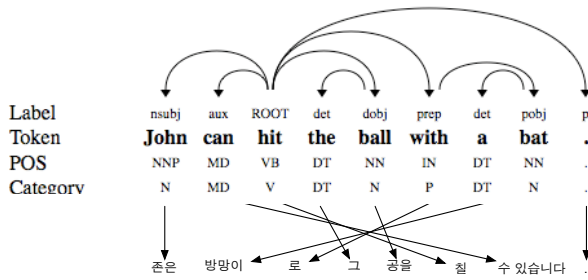 Label nsubj aux ROOT det dobj prep det pobj p
Token John can hit the ball with a bat .
POS NNP MD VB DT NN IN DT NN .
Category N MD V DT N P DT N .
존은 방망이 로 그 공을 칠 수 있습니다